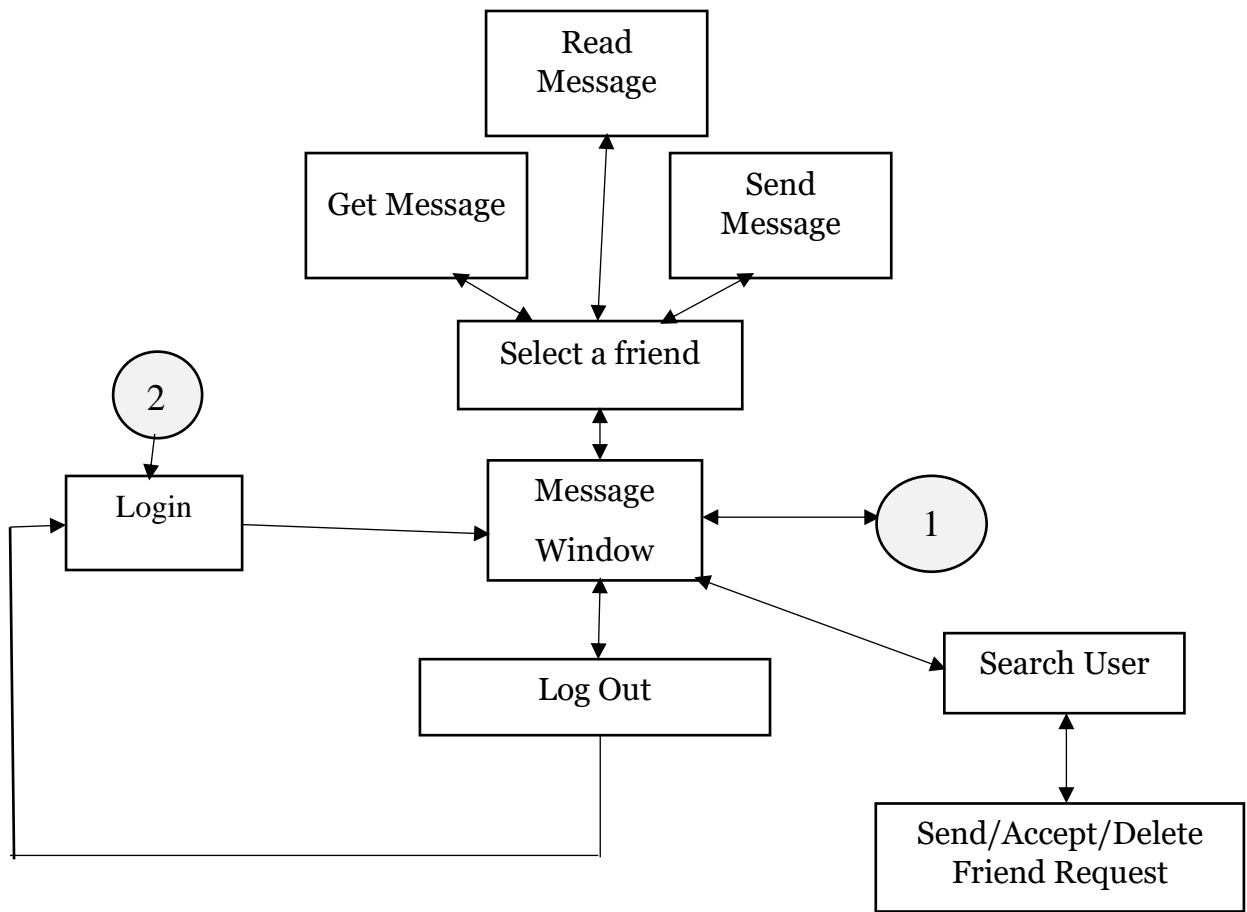 Read
Message
Get Message
Send
Message
Select a friend
2
Login
Message
Window
1
Log Out
Search User
Send/Accept/Delete
Friend Request